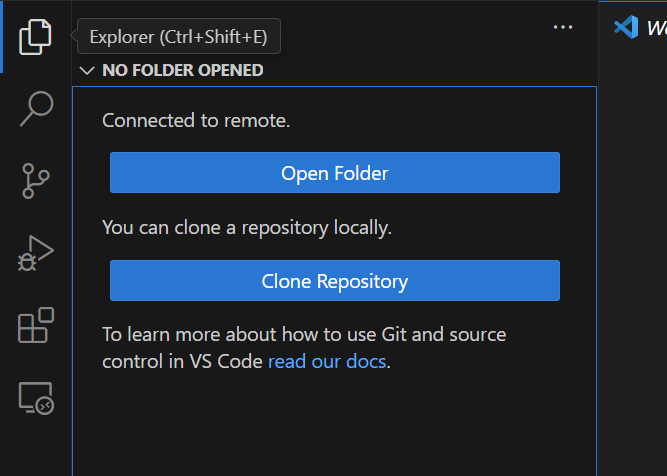 Explorer (Ctrl+Shift+E)
···
NO FOLDER OPENED
Connected to remote.
Open Folder
You can clone a repository locally.
Clone Repository
To learn more about how to use Git and source
control in VS Code read our docs.